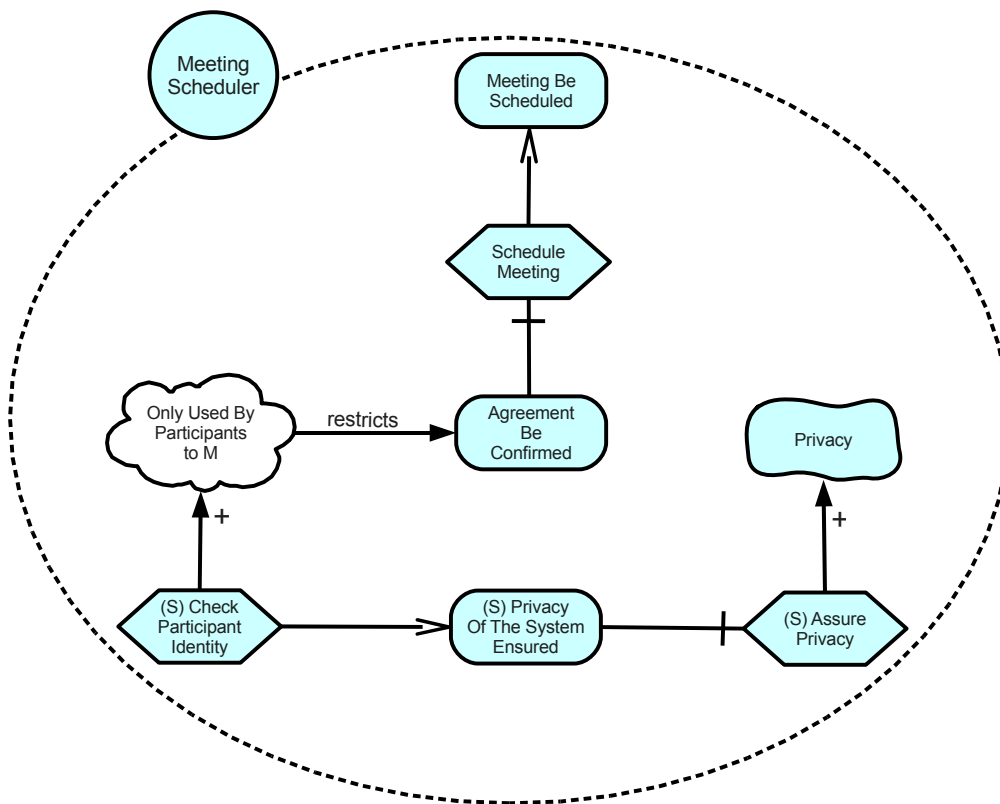 Meeting
Scheduler
Meeting Be
Scheduled
Schedule
Meeting
Only Used By
Participants
to M
restricts
Agreement
Be
Confirmed
Privacy
+
+
(S) Check
Participant
Identity
(S) Privacy
Of The System
Ensured
(S) Assure
Privacy